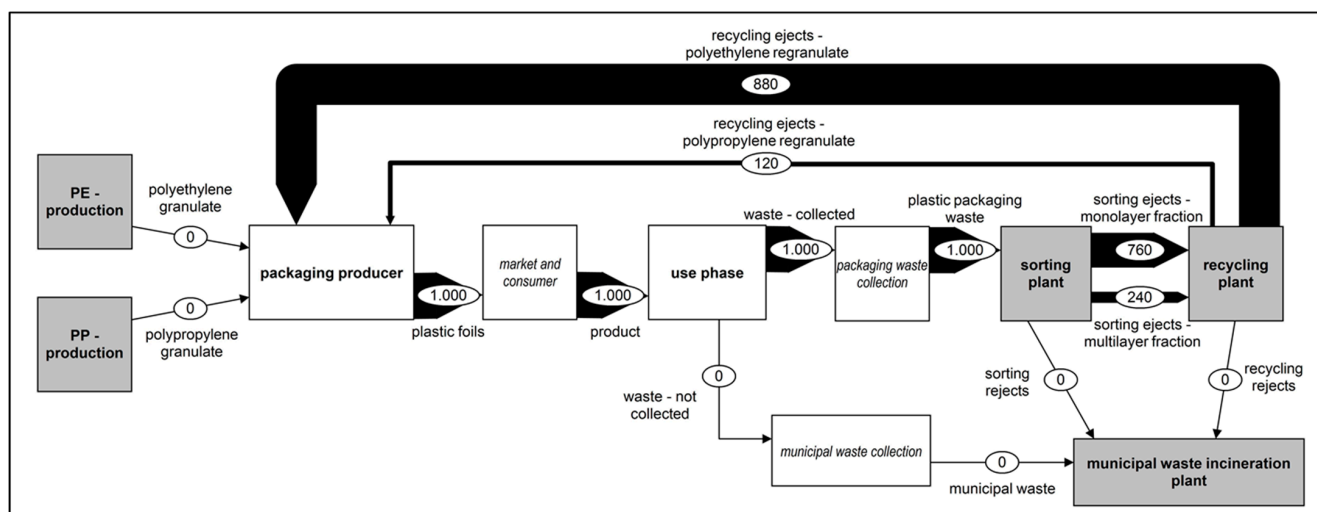 recycling ejects -
polyethylene regranulate
880
recycling ejects -
polypropylene regranulate
120
PE -
production
polyethylene
granulate
0
packaging producer
PP -
production
0
polypropylene
granulate
1.000
plastic foils
market and
consumer
1.000
product
use phase
waste - collected
1.000
packaging waste
collection
plastic packaging
waste
1.000
sorting
plant
sorting ejects -
monolayer fraction
760
240
sorting ejects -
multilayer fraction
recycling
plant
0
waste - not
collected
municipal waste collection
0
municipal waste
sorting
rejects
0
0
recycling
rejects
municipal waste incineration
plant